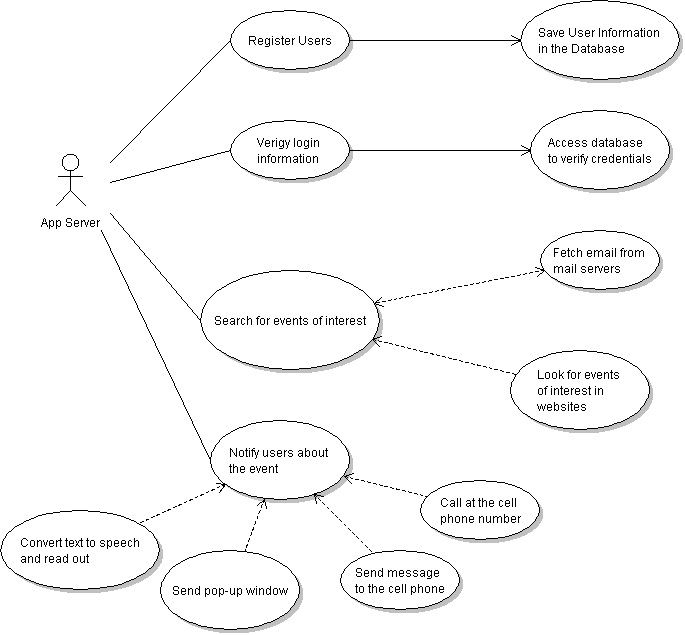 Register Users
Save User Information
in the Database
Verigy login
information
Access database
to verify credentials
App Server
Fetch email from
mail servers
Search for events of interest
Look for events
of interest in
websites
Notify users about
the event
Call at the cell
phone number
Convert text to speech
and read out
Send pop-up window
Send message
to the cell phone